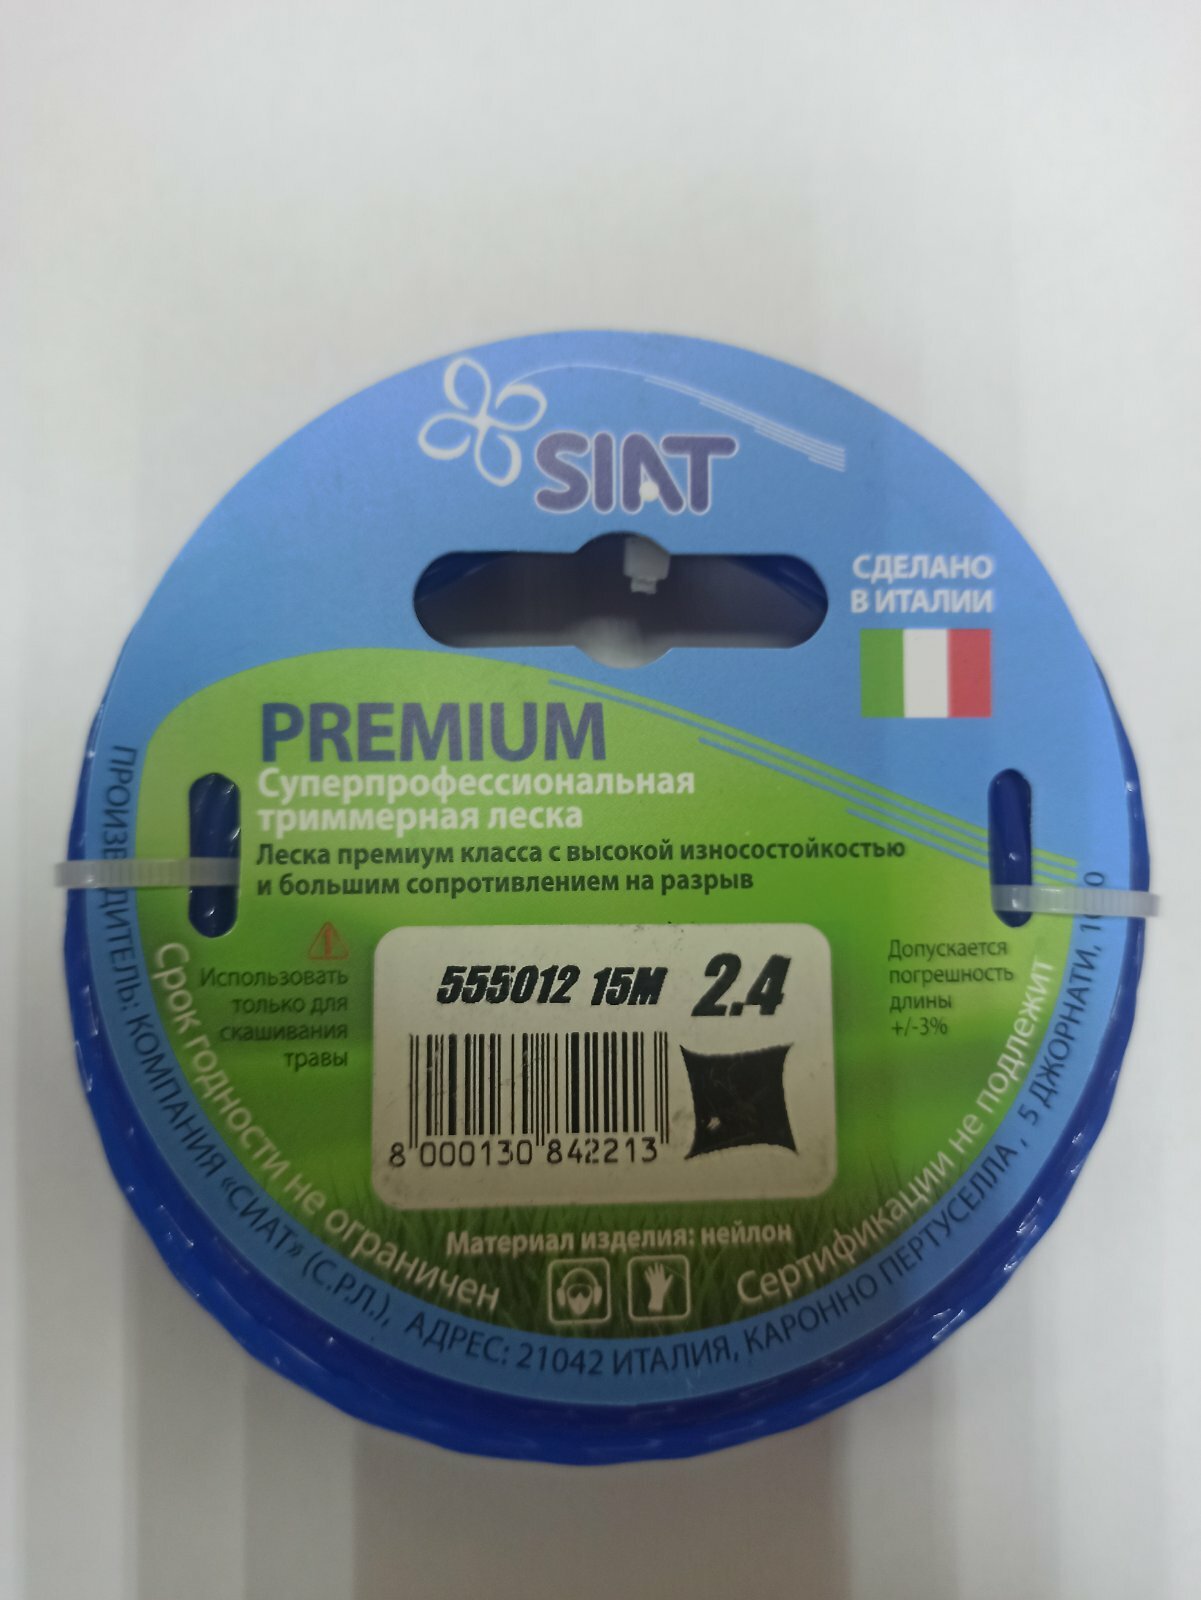 SIAT
СДЕЛАНО
В ИТАЛИИ
PREMIUM
Суперпрофессиональная
триммерная леска
Леска премиум класса с высокой износостойкостью
и большим сопротивлением на разрыв
Использовать
только для
скашивания
травы
555012 15М 2.4
8 000130 842213
Допускается
погрешность
длины
+/-3%
Материал изделия: нейлон
Срок годности не ограничен
Сертификации не подлежит
КОМПАНИЯ «СИАТ» (С.Р.Л.), АДРЕС: 21042 ИТАЛИЯ, КАРОННО ПЕРТУСЕЛЛА, 5 ДЖОРНАТИ,